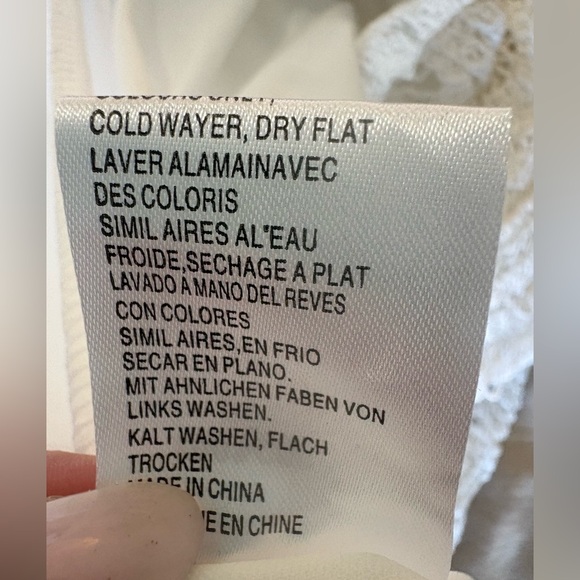 COLD WAYER, DRY FLAT
LAVER ALAMAINAVEC
DES COLORIS
SIMIL AIRES AL'EAU
FROIDE,SECHAGE A PLAT
LAVADO A MANO DEL REVES
CON COLORES
SIMIL AIRES,EN FRIO
SECAR EN PLANO.
MIT AHNLICHEN FABEN VON
LINKS WASHEN.
KALT WASHEN, FLACH
TROCKEN
IN CHINA
EN CHINE